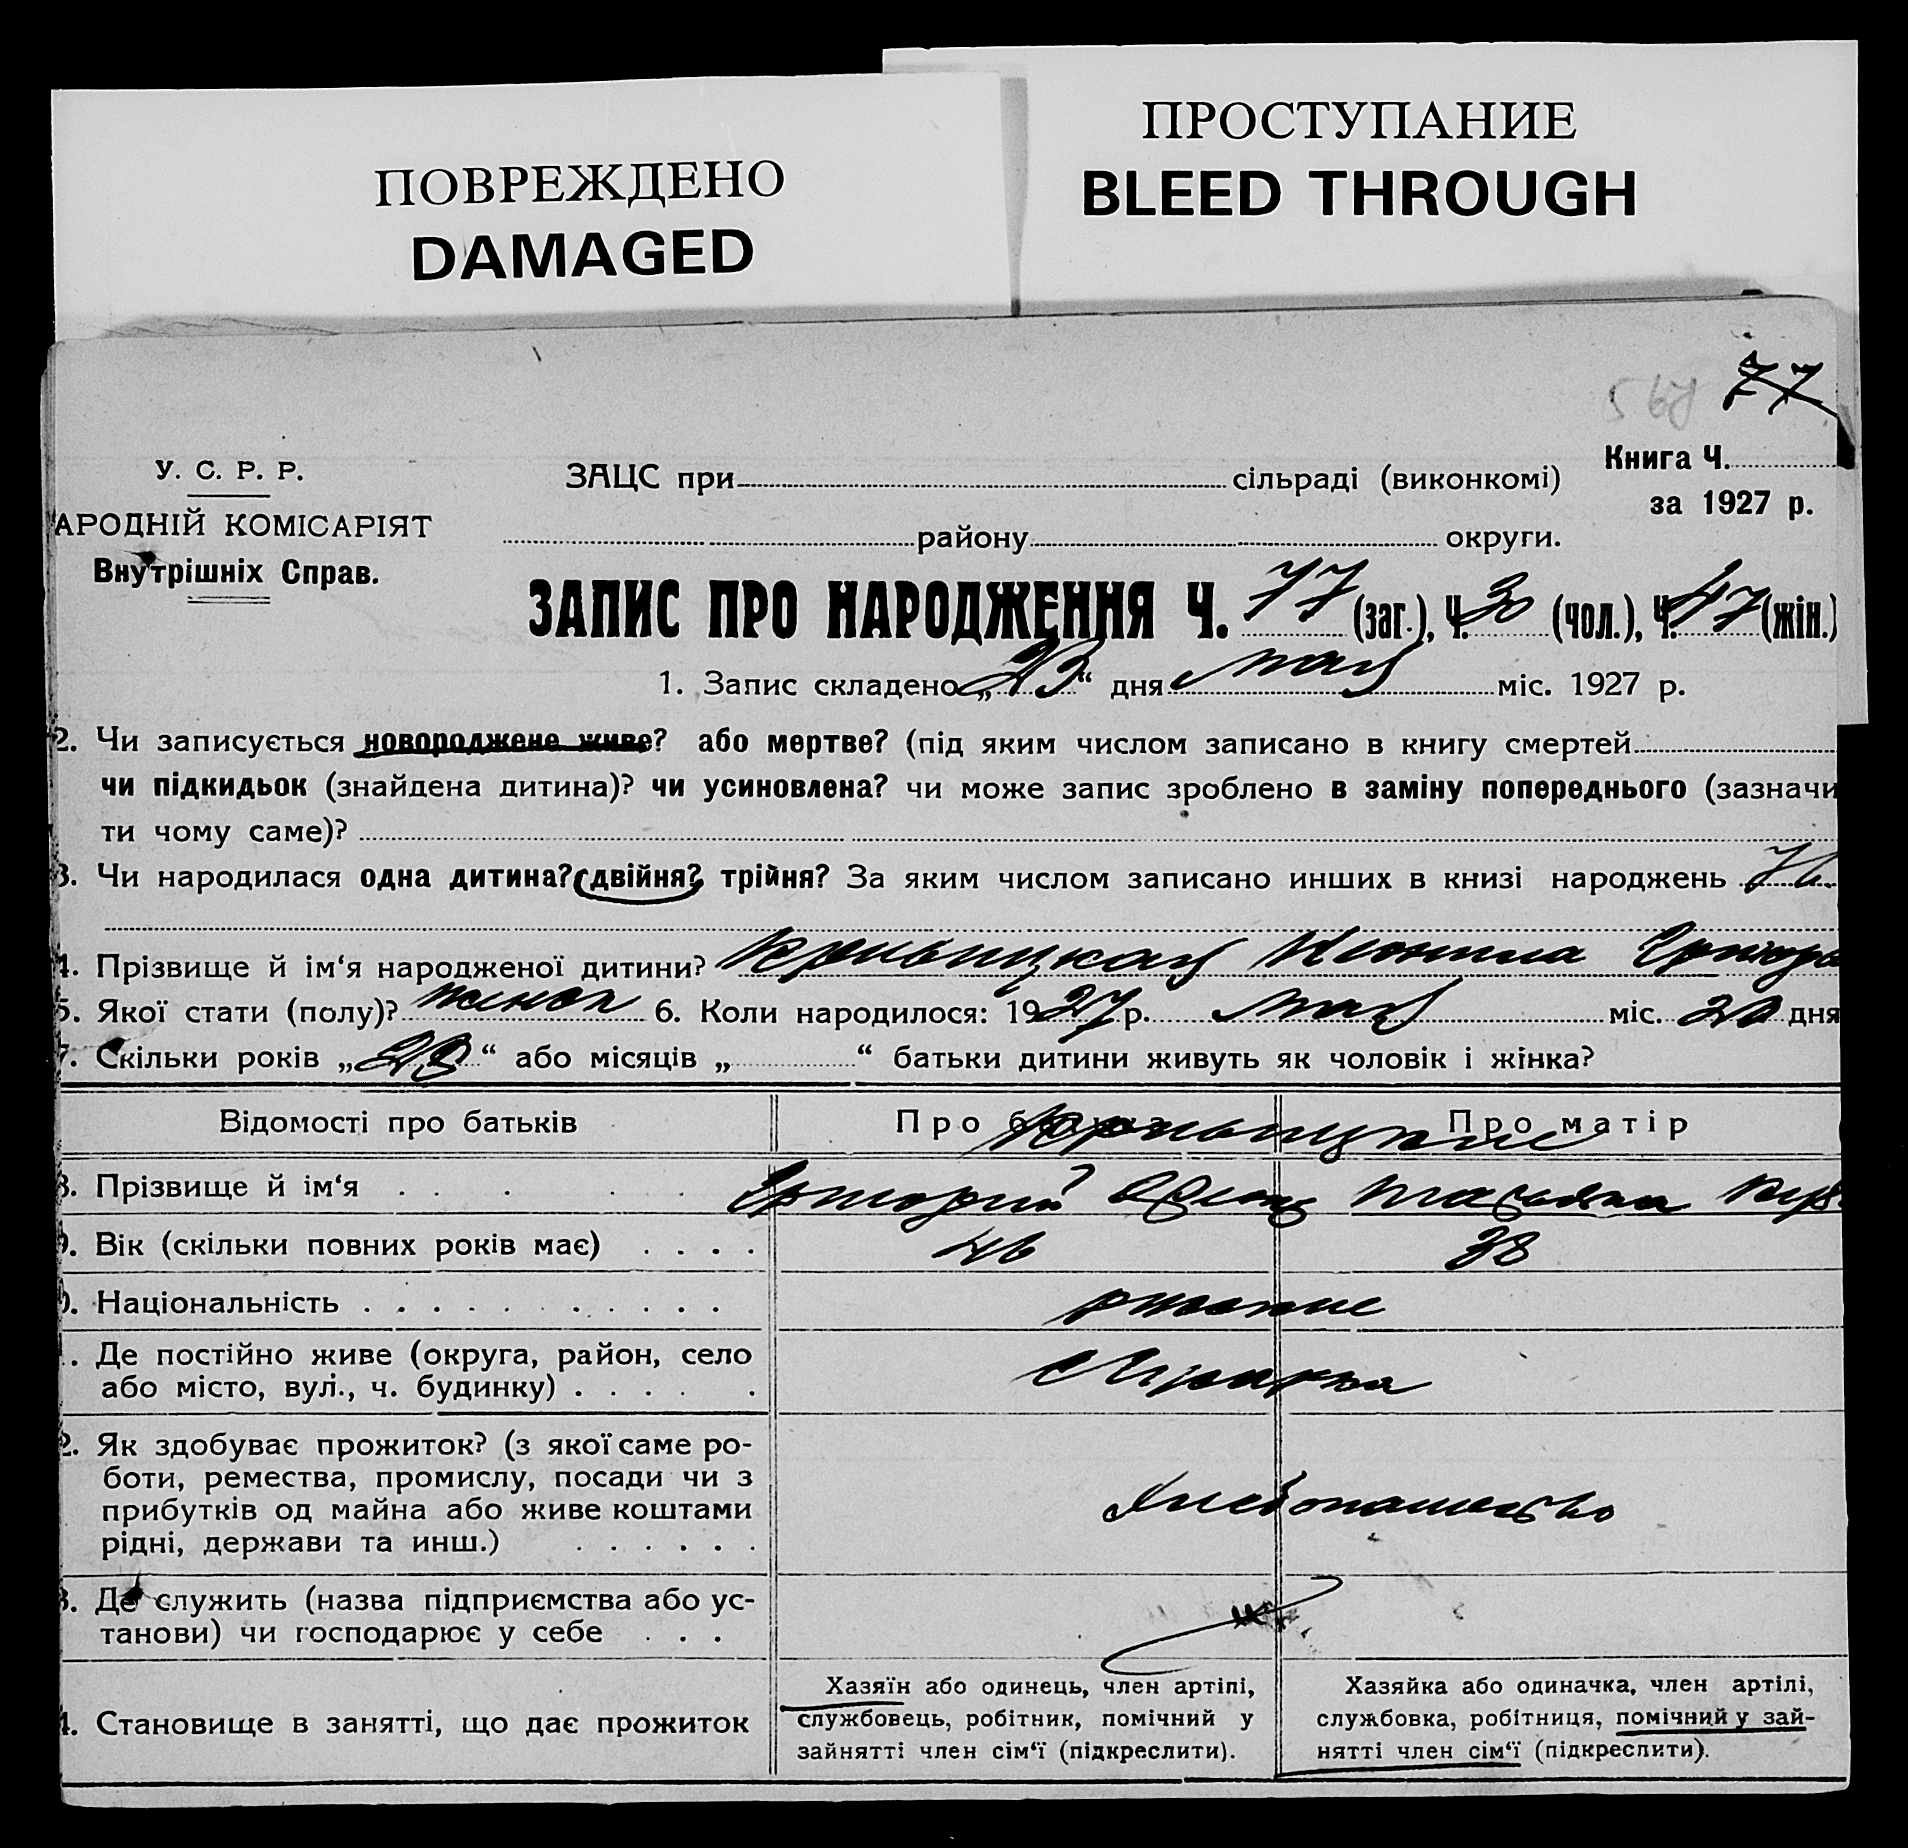 ПОВРЕЖДЕНО
DAMAGED
ПРОСТУПАНИЕ
BLEED THROUGH
77
Книга Ч.
за 1927 р.
У. С. Р. Р.
АРОДНІЙ КОМІСАРІЯТ
Внутрішніх Справ.
ЗАЦС при сільраді (виконкомі)
району округи.
ЗАПИС ПРО НАРОДЖЕННЯ Ч. 77 (заг.), Ч. 30 (чол.), Ч. 47 (жін.)
1. Запис складено „23“ дня мая міс. 1927 р.
2. Чи записується новороджене живе? або мертве? (під яким числом записано в книгу смертей
чи підкидьок (знайдена дитина)? чи усиновлена? чи може запис зроблено в заміну попереднього (зазначи
ти чому саме)?
3. Чи народилася одна дитина? двійня? трійня? За яким числом записано инших в книзі народжень 76
4. Прізвище й ім‘я народженої дитини?
5. Якої стати (полу)? женск 6. Коли народилося: 1927 р. мая міс. 20 дня
7. Скільки років „23“ або місяців „ “ батьки дитини живуть як чоловік і жінка?
Відомості про батьків Про батька Про матір
8. Прізвище й ім‘я Григорий
9. Вік (скільки повних років має) 46 38
0. Національність
. Де постійно живе (округа, район, село
або місто, вул., ч. будинку)
2. Як здобуває прожиток? (з якої саме ро-
боти, ремества, промислу, посади чи з
прибутків од майна або живе коштами
рідні, держави та инш.)
Хлебопашество
3. Де служить (назва підприємства або ус-
танови) чи господарює у себе
4. Становище в занятті, що дає прожиток
Хазяїн або одинець, член артілі,
службовець, робітник, помічний у
зайнятті член сім‘ї (підкреслити).
Хазяйка або одиначка, член артілі,
службовка, робітниця, помічний у зай-
нятті член сім‘ї (підкреслити).